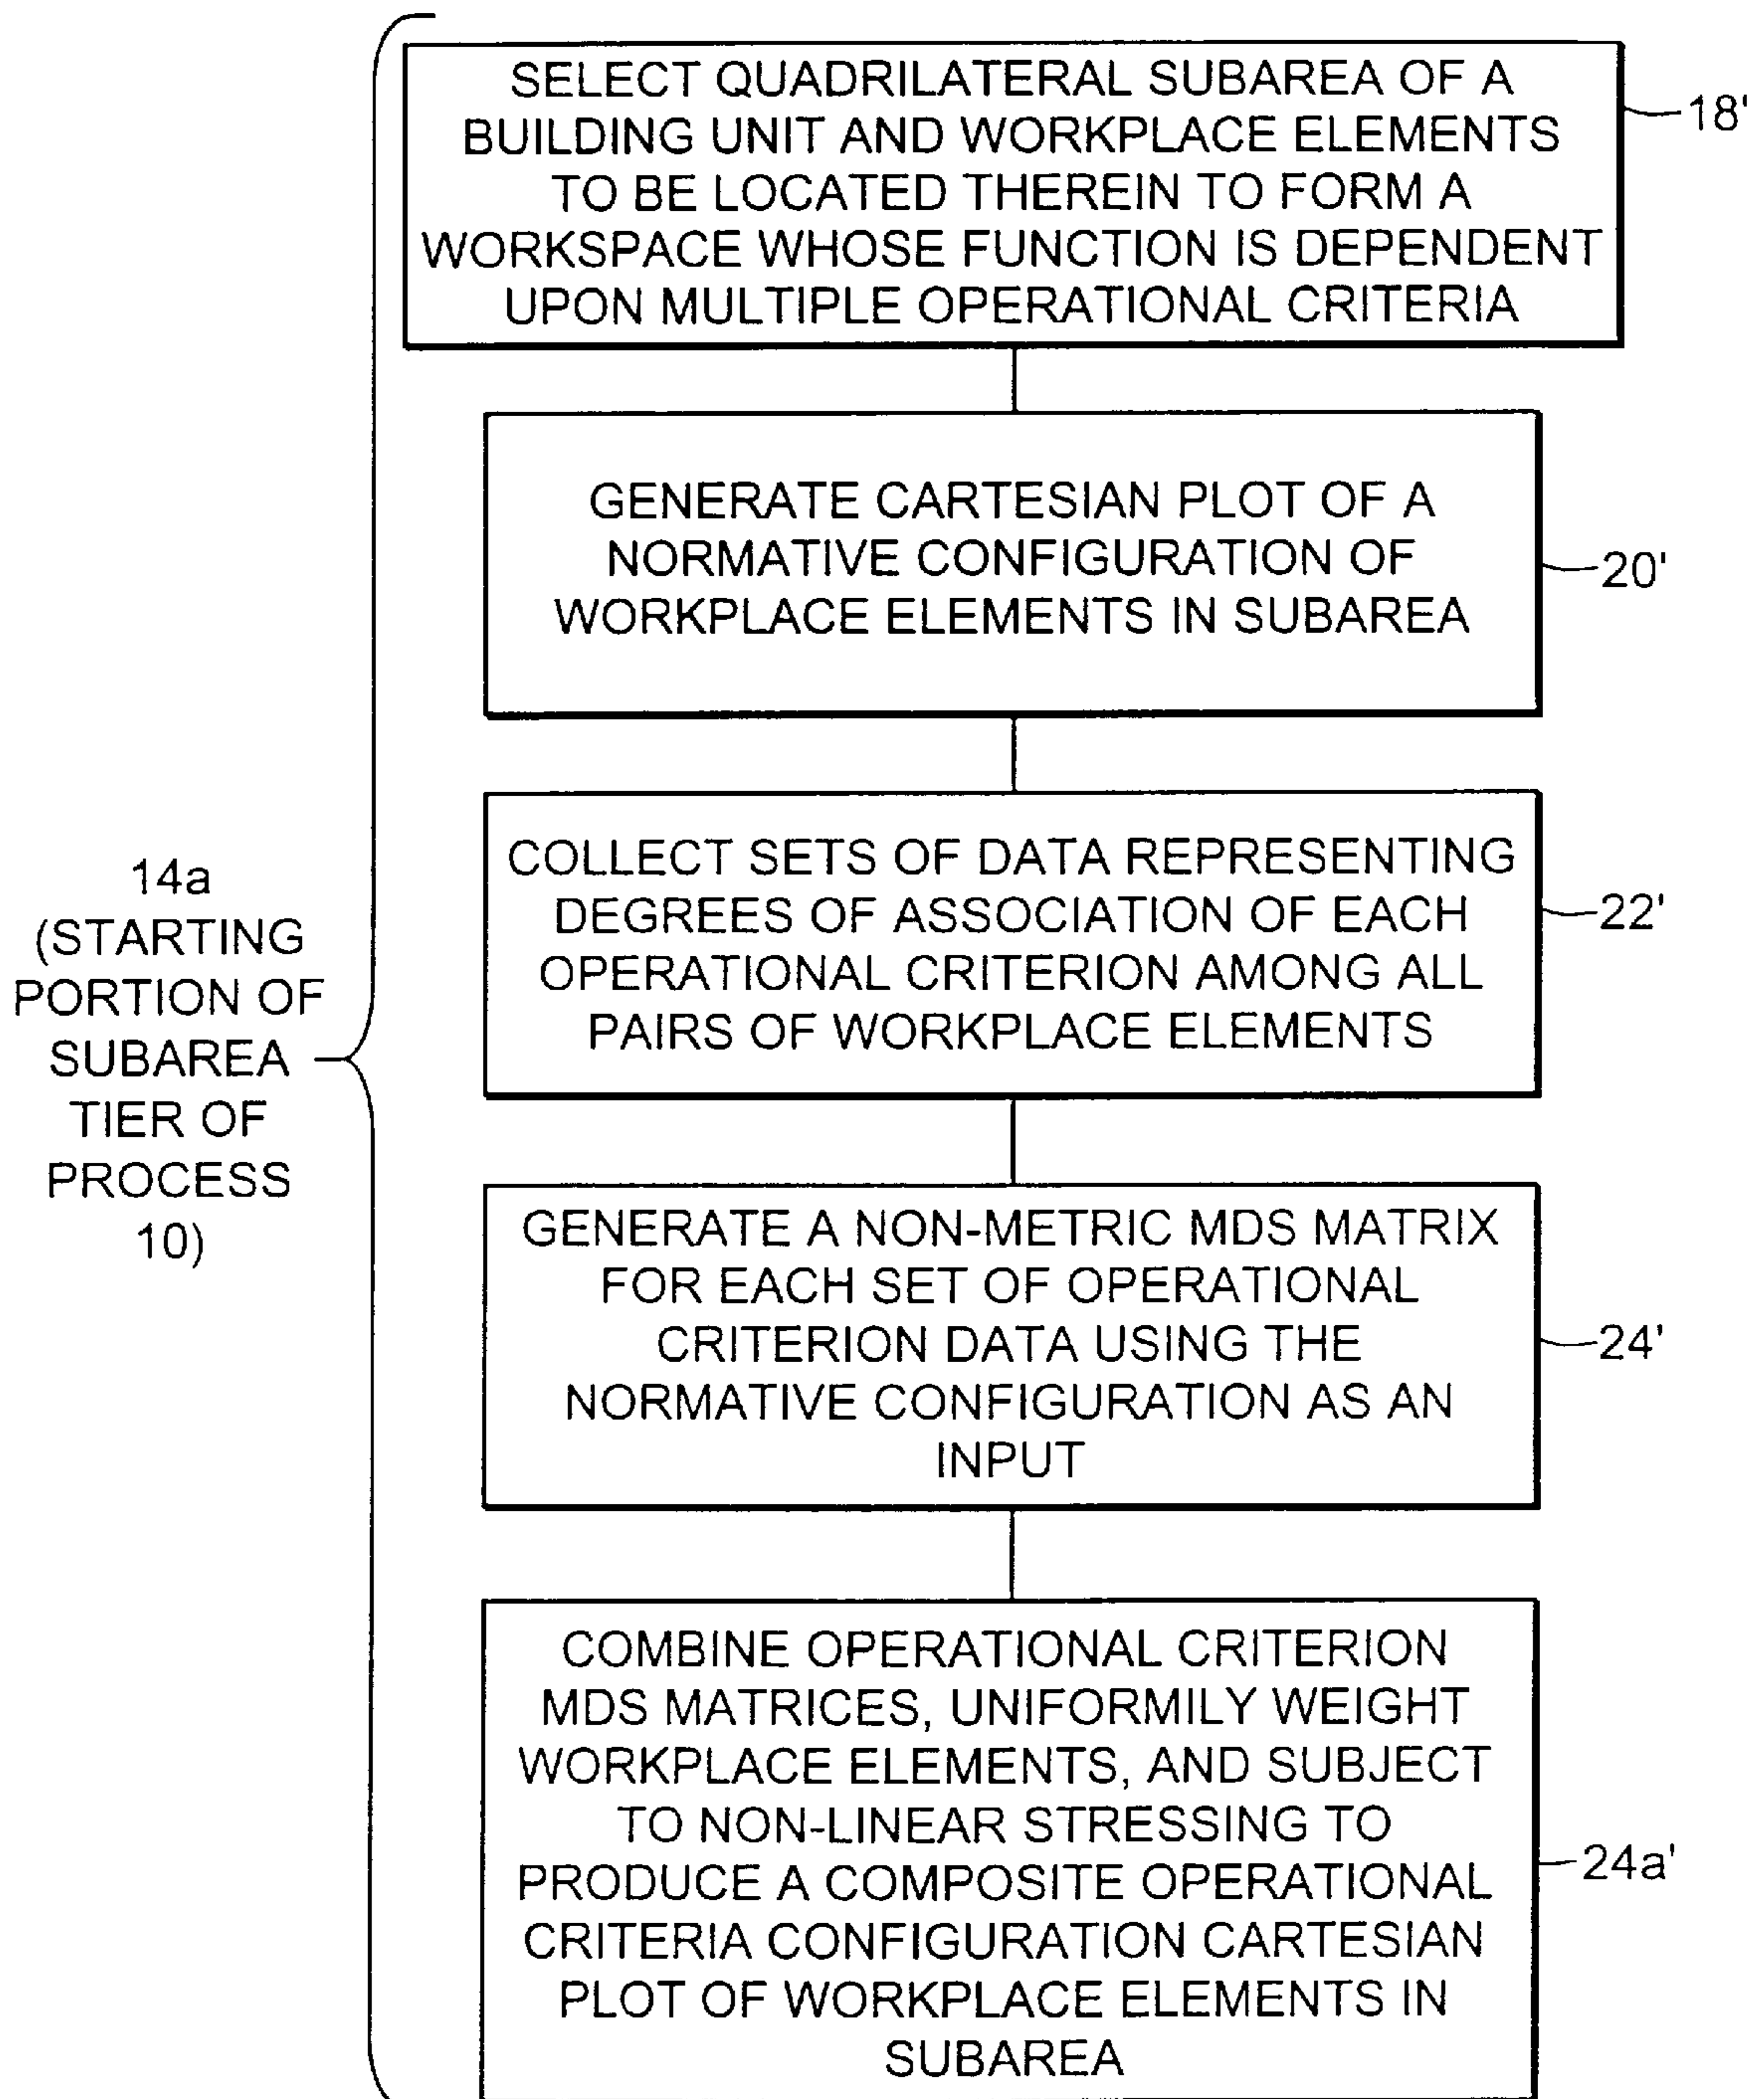 SELECT QUADRILATERAL SUBAREA OF A
BUILDING UNIT AND WORKPLACE ELEMENTS
TO BE LOCATED THEREIN TO FORM A
WORKSPACE WHOSE FUNCTION IS DEPENDENT
UPON MULTIPLE OPERATIONAL CRITERIA
18'
GENERATE CARTESIAN PLOT OF A
NORMATIVE CONFIGURATION OF
WORKPLACE ELEMENTS IN SUBAREA
20'
COLLECT SETS OF DATA REPRESENTING
DEGREES OF ASSOCIATION OF EACH
OPERATIONAL CRITERION AMONG ALL
PAIRS OF WORKPLACE ELEMENTS
22'
14a
(STARTING
PORTION OF
SUBAREA
TIER OF
PROCESS
10)
GENERATE A NON-METRIC MDS MATRIX
FOR EACH SET OF OPERATIONAL
CRITERION DATA USING THE
NORMATIVE CONFIGURATION AS AN
INPUT
24'
COMBINE OPERATIONAL CRITERION
MDS MATRICES, UNIFORMILY WEIGHT
WORKPLACE ELEMENTS, AND SUBJECT
TO NON-LINEAR STRESSING TO
PRODUCE A COMPOSITE OPERATIONAL
CRITERIA CONFIGURATION CARTESIAN
PLOT OF WORKPLACE ELEMENTS IN
SUBAREA
24a'